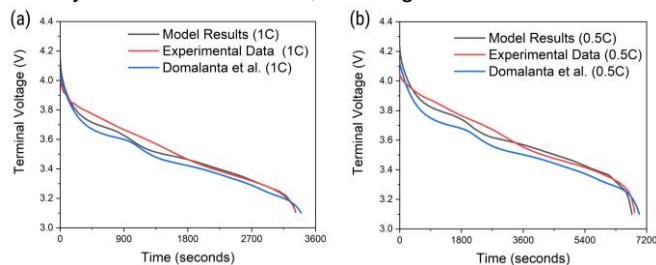 (a)
4.4
4.2
4.0
3.8
3.6
3.4
3.2
3.0
Terminal Voltage (V)
Model Results (1C)
Experimental Data (1C)
Domalanta et al. (1C)
0 900 1800 2700 3600
Time (seconds)
(b)
4.4
4.2
4.0
3.8
3.6
3.4
3.2
3.0
Terminal Voltage (V)
Model Results (0.5C)
Experimental Data (0.5C)
Domalanta et al. (0.5C)
0 1800 3600 5400 7200
Time (seconds)